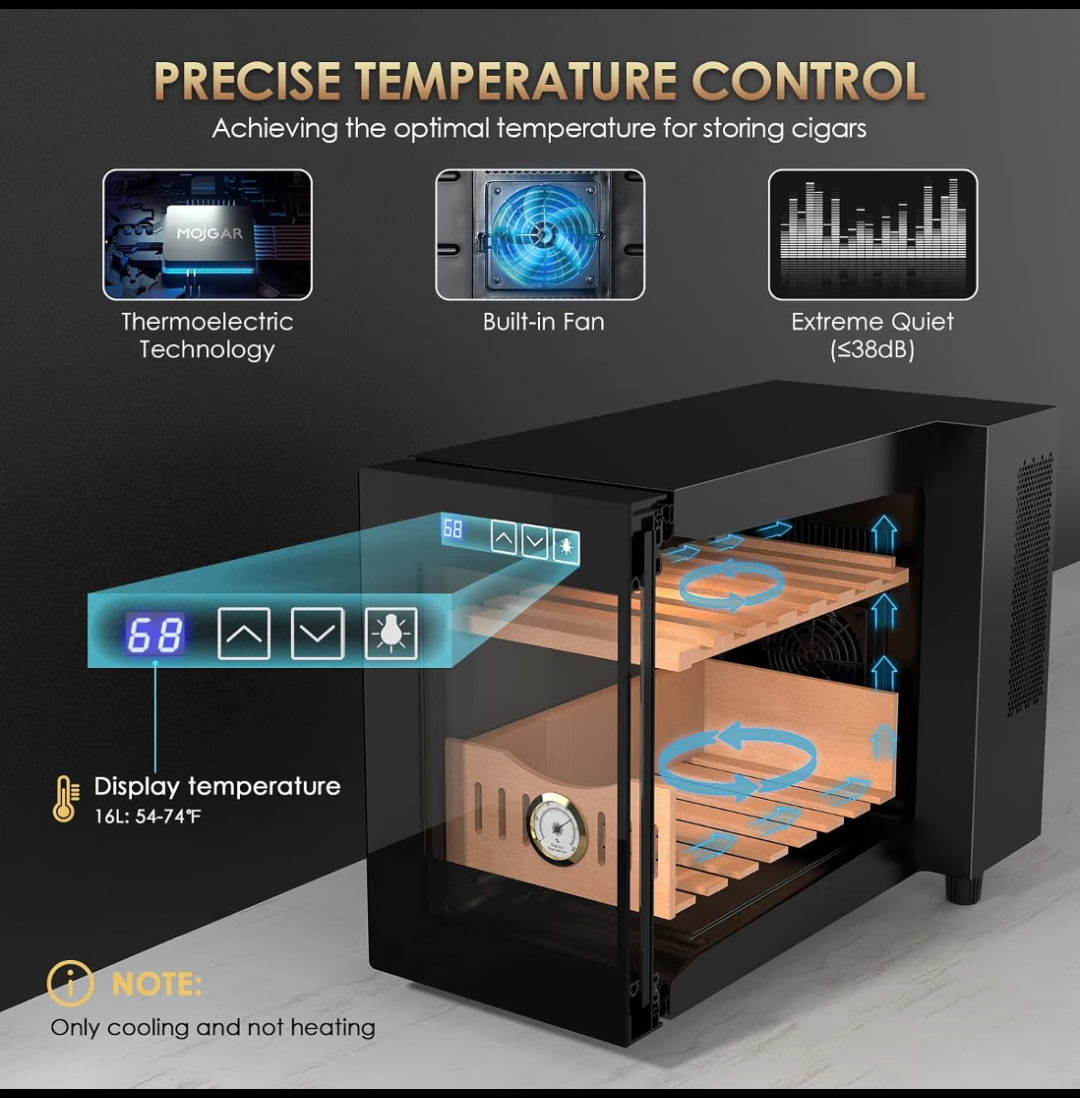 PRECISE TEMPERATURE CONTROL
Achieving the optimal temperature for storing cigars
MOJGAR
Thermoelectric
Technology
Built-in Fan
Extreme Quiet
(≤38dB)
68
68
Display temperature
16L: 54-74℉
NOTE:
Only cooling and not heating